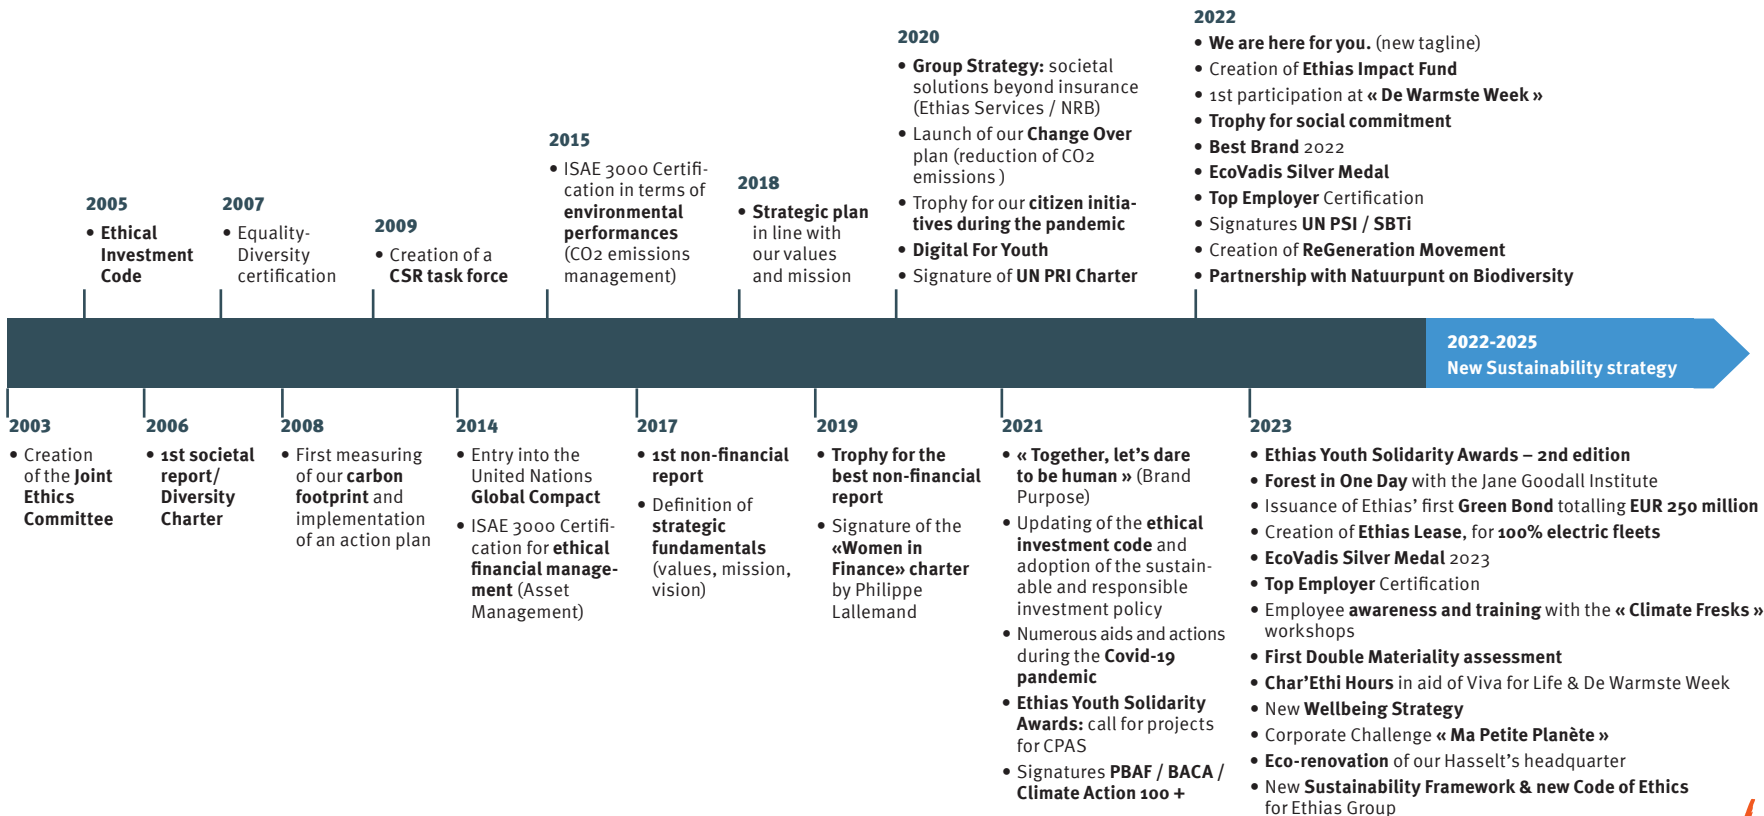 2005
• Ethical
Investment
Code
2007
• Equality-
Diversity
certification
2009
• Creation of a
CSR task force
2015
• ISAE 3000 Certifi-
cation in terms of
environmental
performances
(CO2 emissions
management)
2018
• Strategic plan
in line with
our values
and mission
2020
• Group Strategy: societal
solutions beyond insurance
(Ethias Services / NRB)
• Launch of our Change Over
plan (reduction of CO2
emissions )
• Trophy for our citizen initia-
tives during the pandemic
• Digital For Youth
• Signature of UN PRI Charter
2022
• We are here for you. (new tagline)
• Creation of Ethias Impact Fund
• 1st participation at « De Warmste Week »
• Trophy for social commitment
• Best Brand 2022
• EcoVadis Silver Medal
• Top Employer Certification
• Signatures UN PSI / SBTi
• Creation of ReGeneration Movement
• Partnership with Natuurpunt on Biodiversity
2022-2025
New Sustainability strategy
2003
• Creation
of the Joint
Ethics
Committee
2006
• 1st societal
report/
Diversity
Charter
2008
• First measuring
of our carbon
footprint and
implementation
of an action plan
2014
• Entry into the
United Nations
Global Compact
• ISAE 3000 Certifi-
cation for ethical
financial manage-
ment (Asset
Management)
2017
• 1st non-financial
report
• Definition of
strategic
fundamentals
(values, mission,
vision)
2019
• Trophy for the
best non-financial
report
• Signature of the
«Women in
Finance» charter
by Philippe
Lallemand
2021
• « Together, let’s dare
to be human » (Brand
Purpose)
• Updating of the ethical
investment code and
adoption of the sustain-
able and responsible
investment policy
• Numerous aids and actions
during the Covid-19
pandemic
• Ethias Youth Solidarity
Awards: call for projects
for CPAS
• Signatures PBAF / BACA /
Climate Action 100 +
2023
• Ethias Youth Solidarity Awards – 2nd edition
• Forest in One Day with the Jane Goodall Institute
• Issuance of Ethias’ first Green Bond totalling EUR 250 million
• Creation of Ethias Lease, for 100% electric fleets
• EcoVadis Silver Medal 2023
• Top Employer Certification
• Employee awareness and training with the « Climate Fresks »
workshops
• First Double Materiality assessment
• Char’Ethi Hours in aid of Viva for Life & De Warmste Week
• New Wellbeing Strategy
• Corporate Challenge « Ma Petite Planète »
• Eco-renovation of our Hasselt’s headquarter
• New Sustainability Framework & new Code of Ethics
for Ethias Group